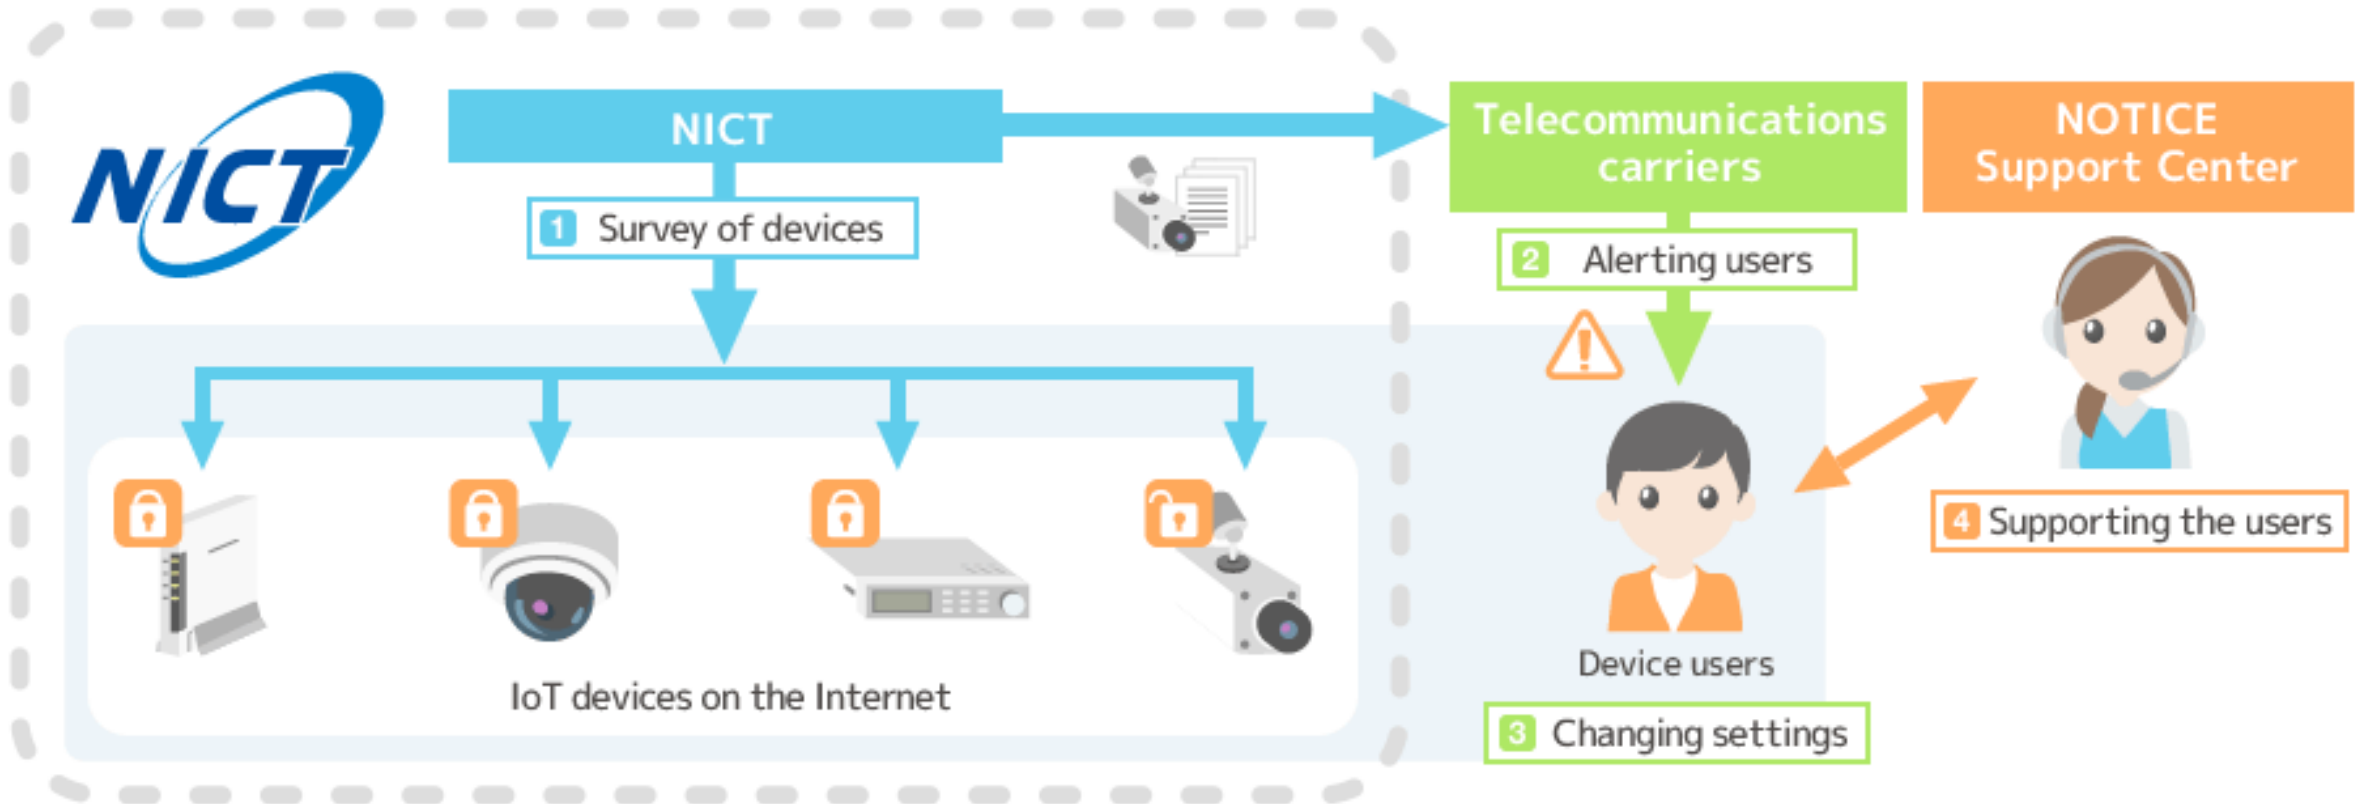 NICT
NICT
1 Survey of devices
Telecommunications
carriers
2 Alerting users
NOTICE
Support Center
4 Supporting the users
IoT devices on the Internet
Device users
3 Changing settings